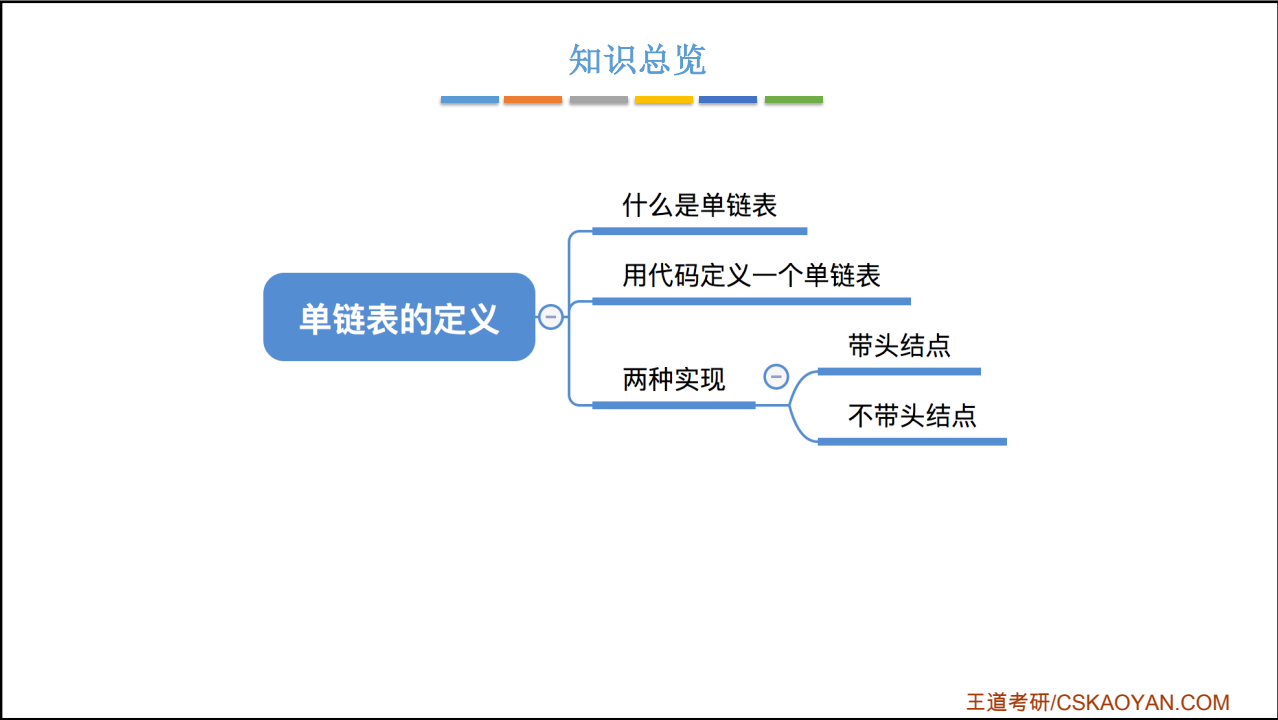 知识总览
什么是单链表
用代码定义一个单链表
单链表的定义
带头结点
两种实现
不带头结点
王道考研/CSKAOYAN.COM